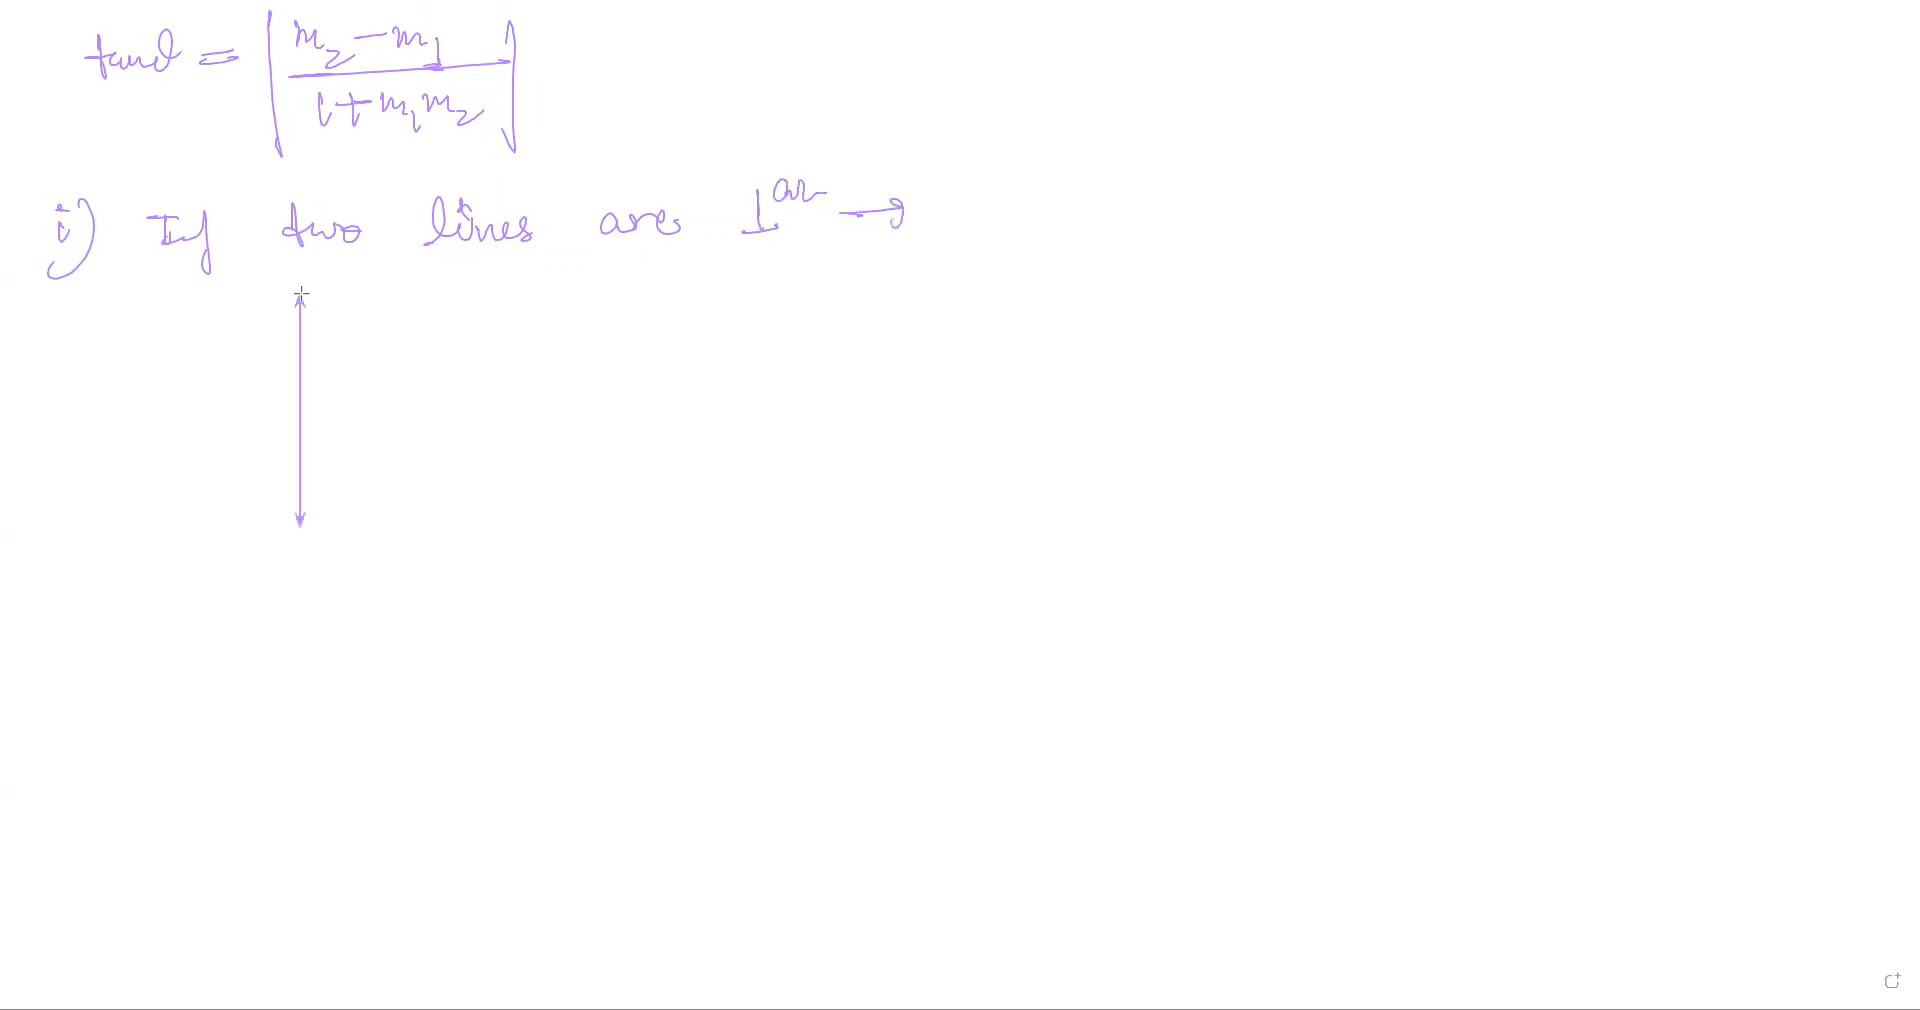 tanθ = | m₂ − m₁ / 1 + m₁m₂ |
i) If two lines are ⊥ar →